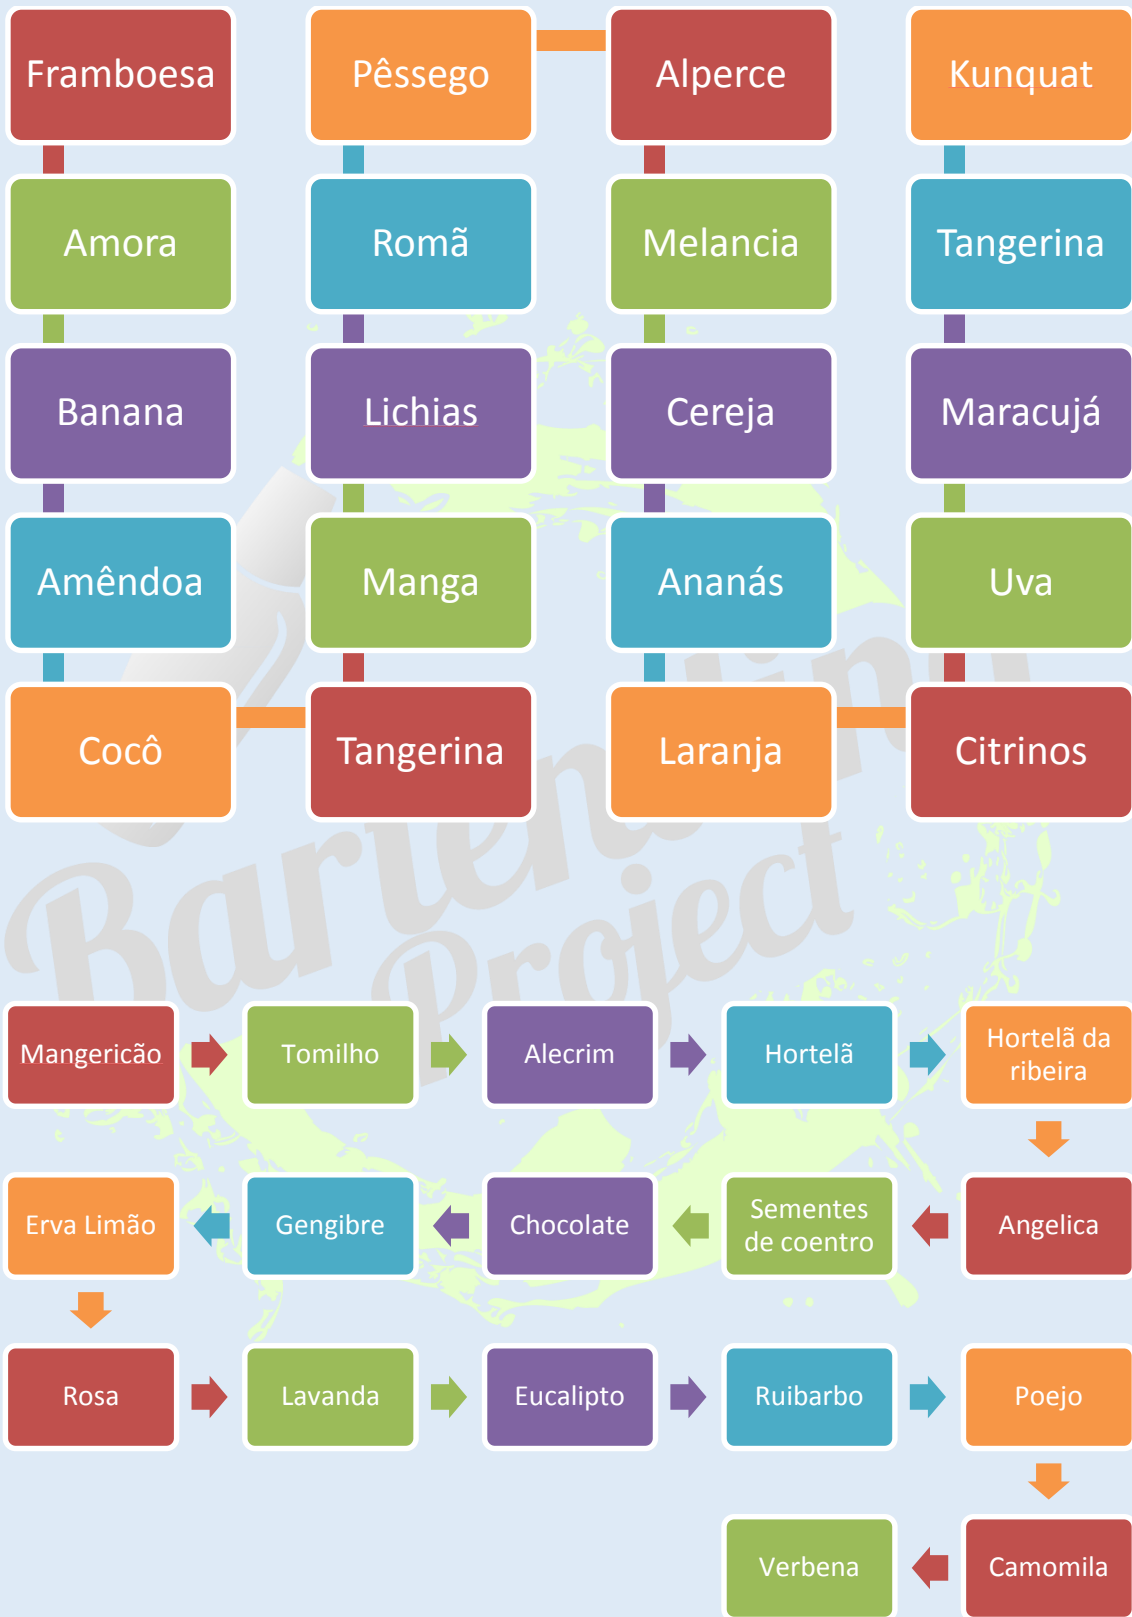 Framboesa
Pêssego
Alperce
Kunquat
Amora
Romã
Melancia
Tangerina
Banana
Lichias
Cereja
Maracujá
Amêndoa
Manga
Ananás
Uva
Cocô
Tangerina
Laranja
Citrinos
Bartending
Project
Mangericão
Tomilho
Alecrim
Hortelã
Hortelã da
ribeira
Erva Limão
Gengibre
Chocolate
Sementes
de coentro
Angelica
Rosa
Lavanda
Eucalipto
Ruibarbo
Poejo
Verbena
Camomila